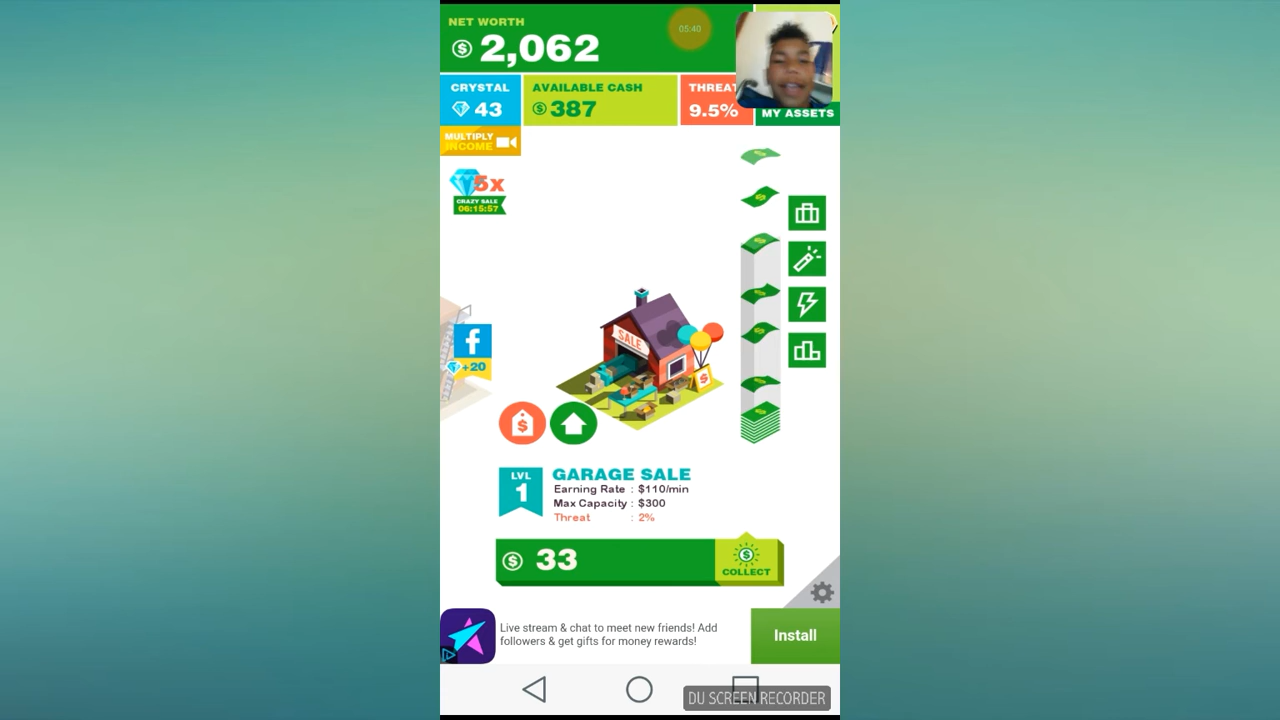 NET WORTH
$ 2,062
05:40
CRYSTAL
43
AVAILABLE CASH
$ 387
9.5%
MY ASSETS
MULTIPLY
INCOME
5x
CRAZY SALE
06:15:57
f
+20
SALE
$
$
LVL
1
GARAGE SALE
Earning Rate : $110/min
Max Capacity : $300
Threat : 2%
$ 33
$
COLLECT
Live stream & chat to meet new friends! Add
followers & get gifts for money rewards!
Install
DU SCREEN RECORDER